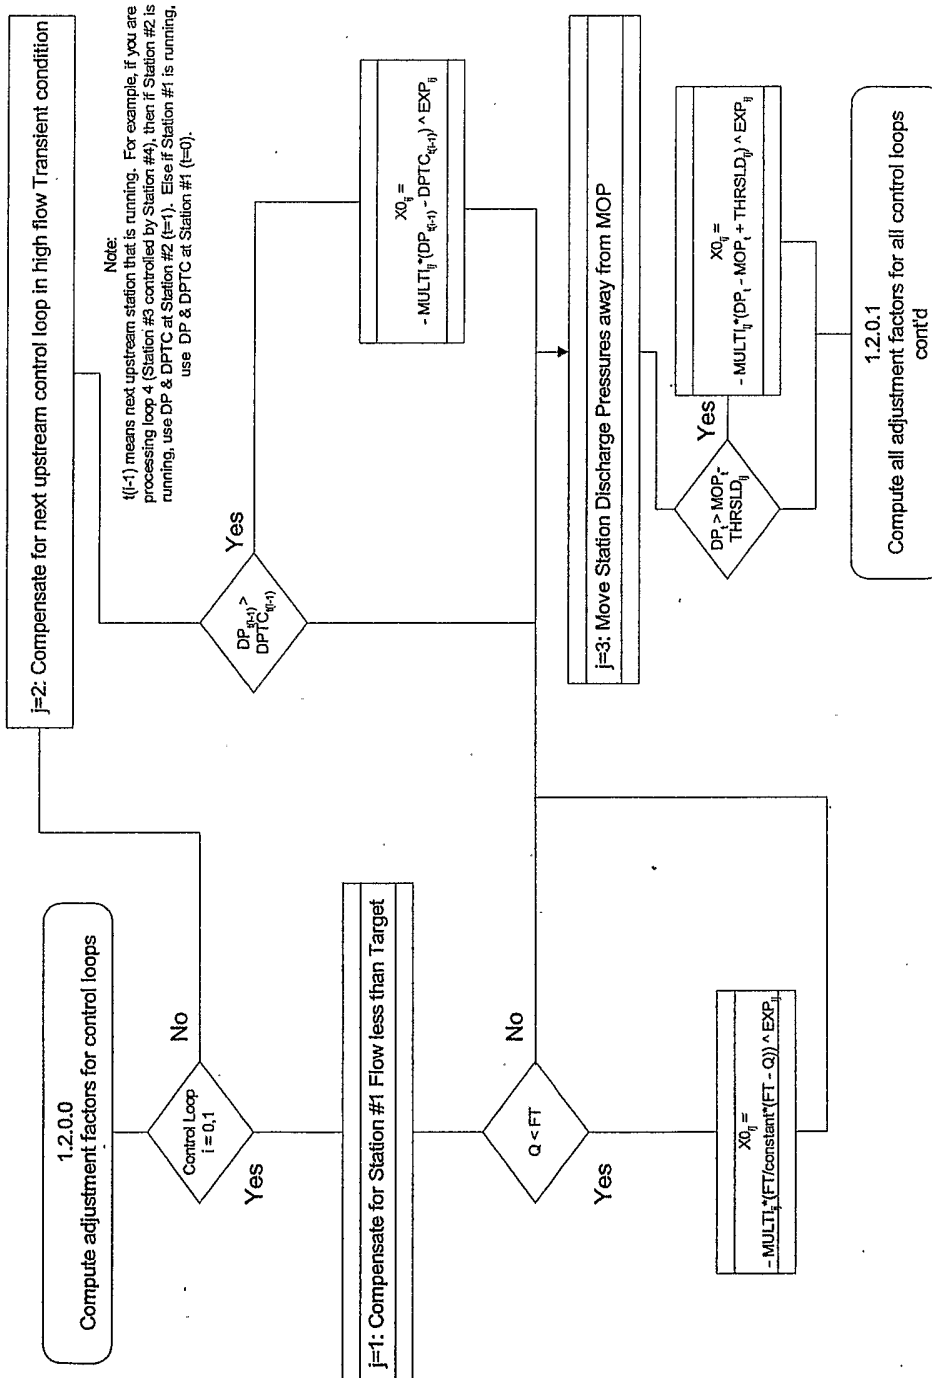 1.2.0.0
Compute adjustment factors for control loops
Control Loop
i = 0,1
No
Yes
j=1: Compensate for Station #1 Flow less than Target
Q < FT
No
Yes
X0ij =
- MULTIij*(FT/constant*(FT - Q)) ^ EXPij
j=2: Compensate for next upstream control loop in high flow Transient condition
Note:
t(i-1) means next upstream station that is running. For example, if you are
processing loop 4 (Station #3 controlled by Station #4), then if Station #2 is
running, use DP & DPTC at Station #2 (t=1). Else if Station #1 is running,
use DP & DPTC at Station #1 (t=0).
DPt(i-1) >
DPTCt(i-1)
Yes
X0ij =
- MULTIij*(DPt(i-1) - DPTCt(i-1)) ^ EXPij
j=3: Move Station Discharge Pressures away from MOP
DPt > MOPt-
THRSLDij
Yes
X0ij =
- MULTIij*(DPt - MOPt + THRSLDij) ^ EXPij
1.2.0.1
Compute all adjustment factors for all control loops
cont'd